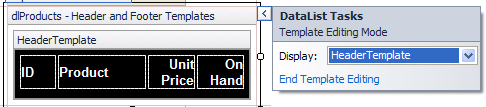 dlProducts - Header and Footer Templates
HeaderTemplate
ID Product Unit Price On Hand
DataList Tasks
Template Editing Mode
Display: HeaderTemplate
End Template Editing